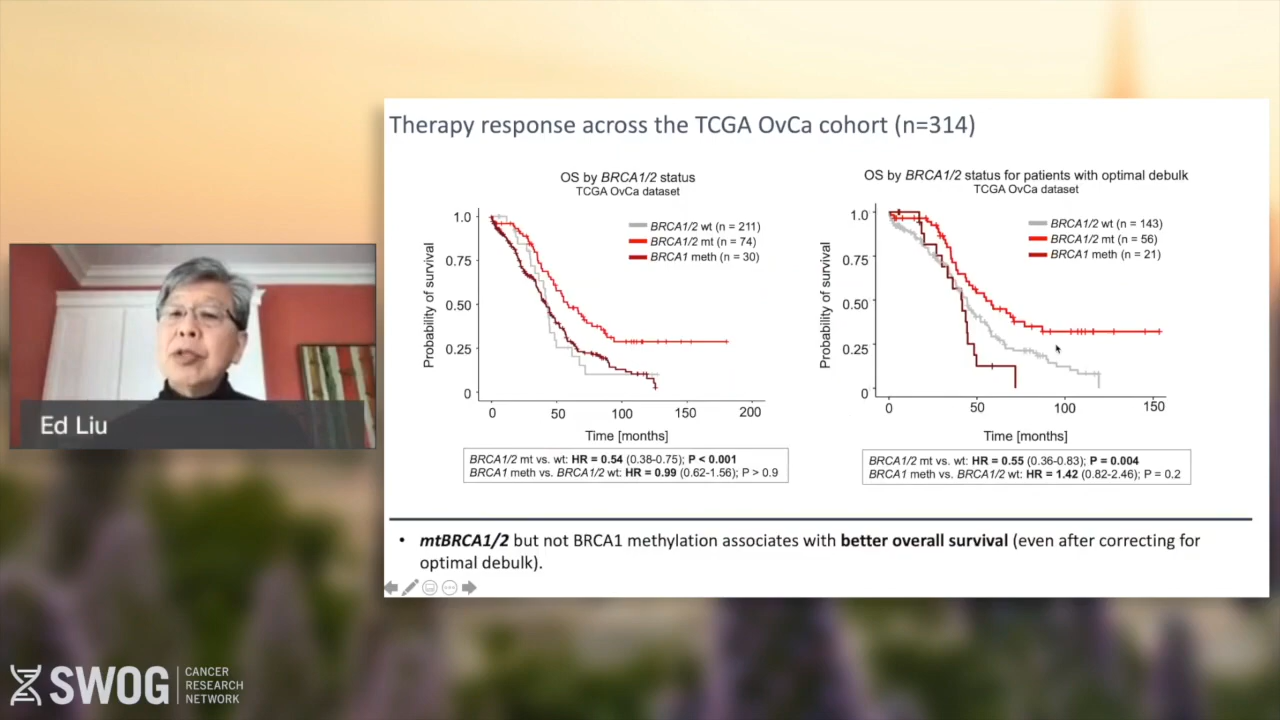 Therapy response across the TCGA OvCa cohort (n=314)
OS by BRCA1/2 status
TCGA OvCa dataset
BRCA1/2 wt (n = 211)
BRCA1/2 mt (n = 74)
BRCA1 meth (n = 30)
Probability of survival
1.0
0.75
0.50
0.25
0
0 50 100 150 200
Time [months]
BRCA1/2 mt vs. wt: HR = 0.54 (0.38-0.75); P < 0.001
BRCA1 meth vs. BRCA1/2 wt: HR = 0.99 (0.62-1.56); P > 0.9
OS by BRCA1/2 status for patients with optimal debulk
TCGA OvCa dataset
BRCA1/2 wt (n = 143)
BRCA1/2 mt (n = 56)
BRCA1 meth (n = 21)
Probability of survival
1.0
0.75
0.50
0.25
0
0 50 100 150
Time [months]
BRCA1/2 mt vs. wt: HR = 0.55 (0.36-0.83); P = 0.004
BRCA1 meth vs. BRCA1/2 wt: HR = 1.42 (0.82-2.46); P = 0.2
• mtBRCA1/2 but not BRCA1 methylation associates with better overall survival (even after correcting for
optimal debulk).
Ed Liu
SWOG
CANCER
RESEARCH
NETWORK